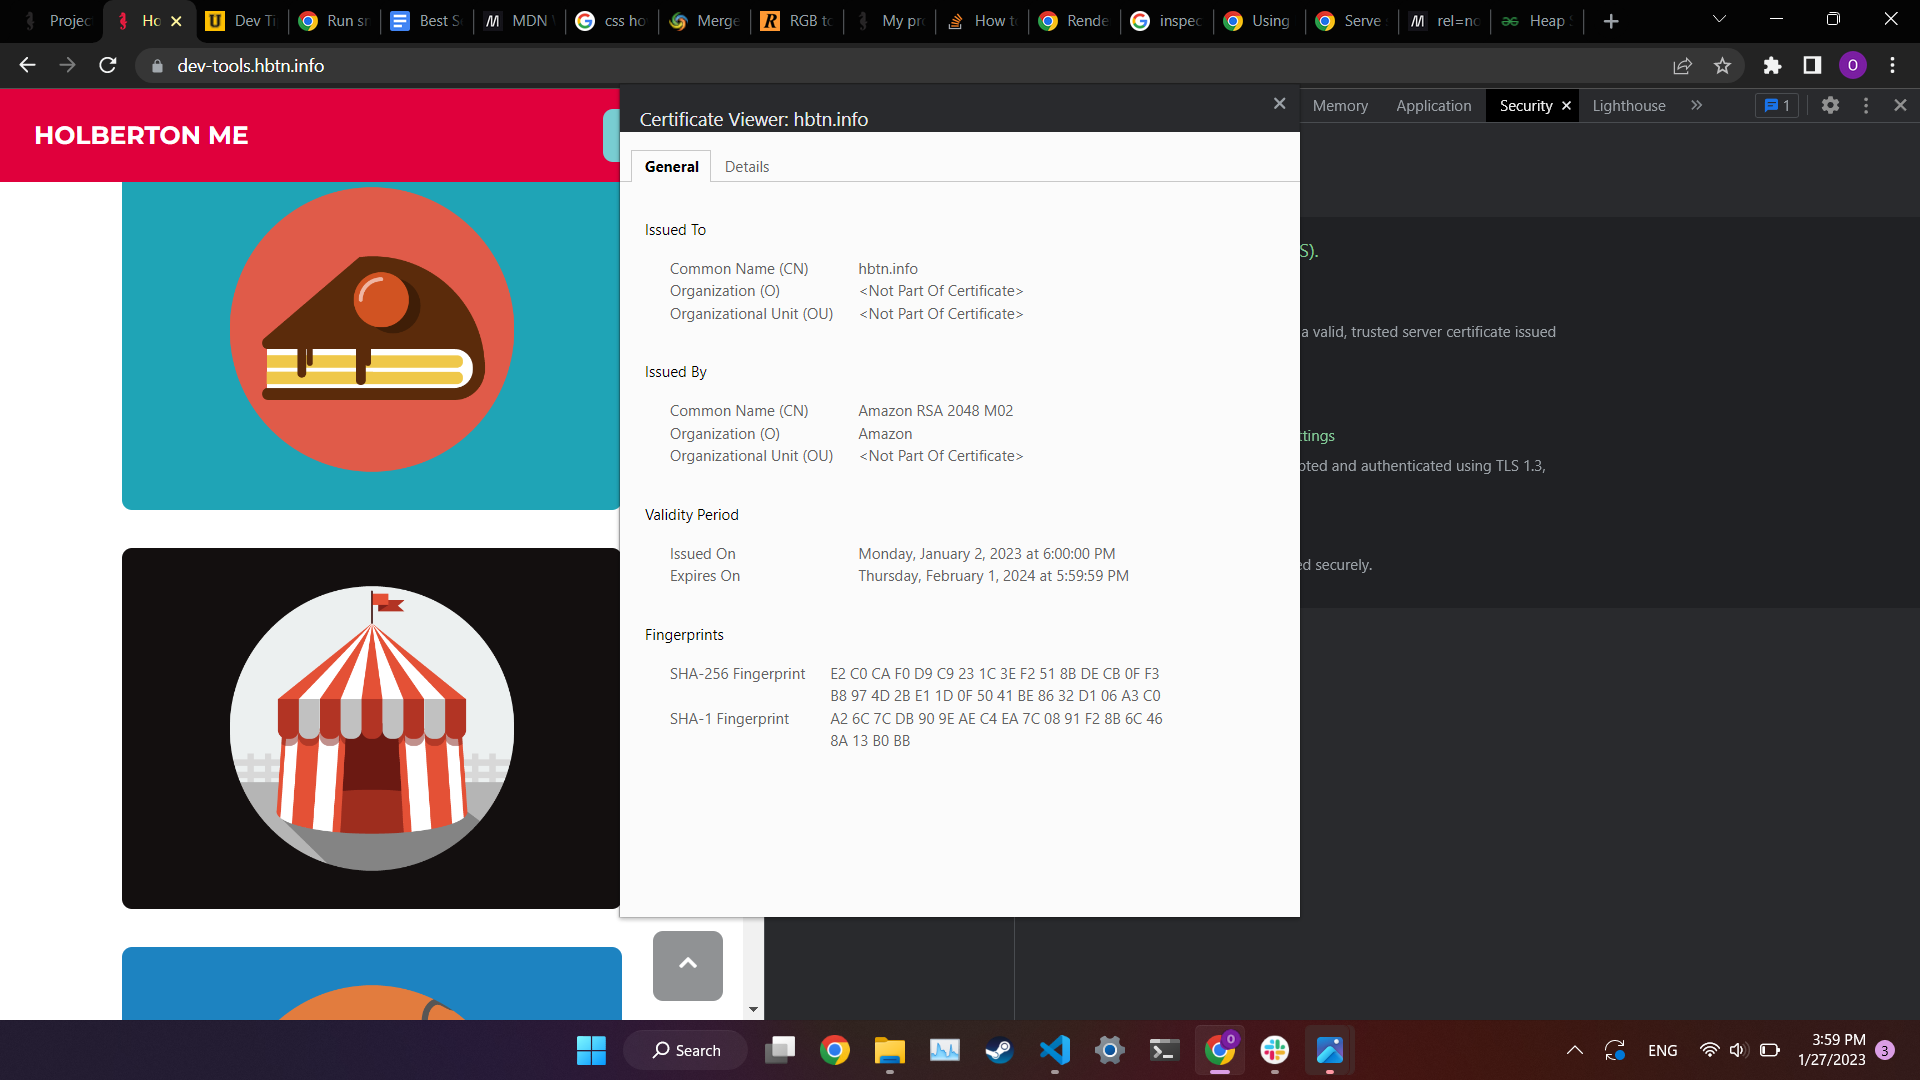 Project
Ho
Dev Ti
Run sn
Best S
MDN
css ho
Merge
RGB to
My pr
How to
Rende
inspec
Using
Serve
rel=no
Heap
dev-tools.hbtn.info
O
HOLBERTON ME
Certificate Viewer: hbtn.info
Memory
Application
Security
Lighthouse
1
General
Details
Issued To
Common Name (CN) hbtn.info
Organization (O) <Not Part Of Certificate>
Organizational Unit (OU) <Not Part Of Certificate>
Issued By
Common Name (CN) Amazon RSA 2048 M02
Organization (O) Amazon
Organizational Unit (OU) <Not Part Of Certificate>
Validity Period
Issued On Monday, January 2, 2023 at 6:00:00 PM
Expires On Thursday, February 1, 2024 at 5:59:59 PM
Fingerprints
SHA-256 Fingerprint E2 C0 CA F0 D9 C9 23 1C 3E F2 51 8B DE CB 0F F3
B8 97 4D 2B E1 1D 0F 50 41 BE 86 32 D1 06 A3 C0
SHA-1 Fingerprint A2 6C 7C DB 90 9E AE C4 EA 7C 08 91 F2 8B 6C 46
8A 13 B0 BB
S).
a valid, trusted server certificate issued
ttings
pted and authenticated using TLS 1.3,
ed securely.
Search
0
ENG
3:59 PM
1/27/2023
3